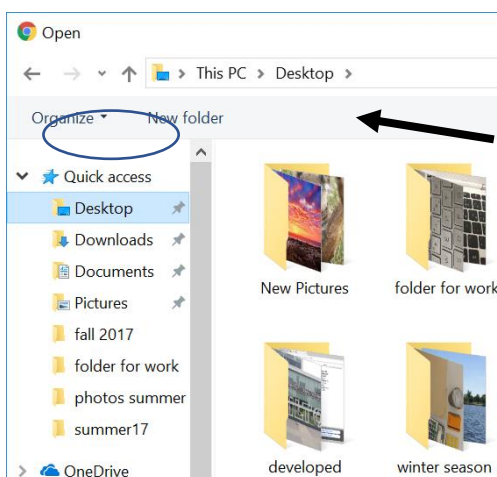 Open
This PC > Desktop >
Organize New folder
Quick access
Desktop
Downloads
Documents
Pictures
fall 2017
folder for work
photos summer
summer17
OneDrive
New Pictures folder for work
developed winter season